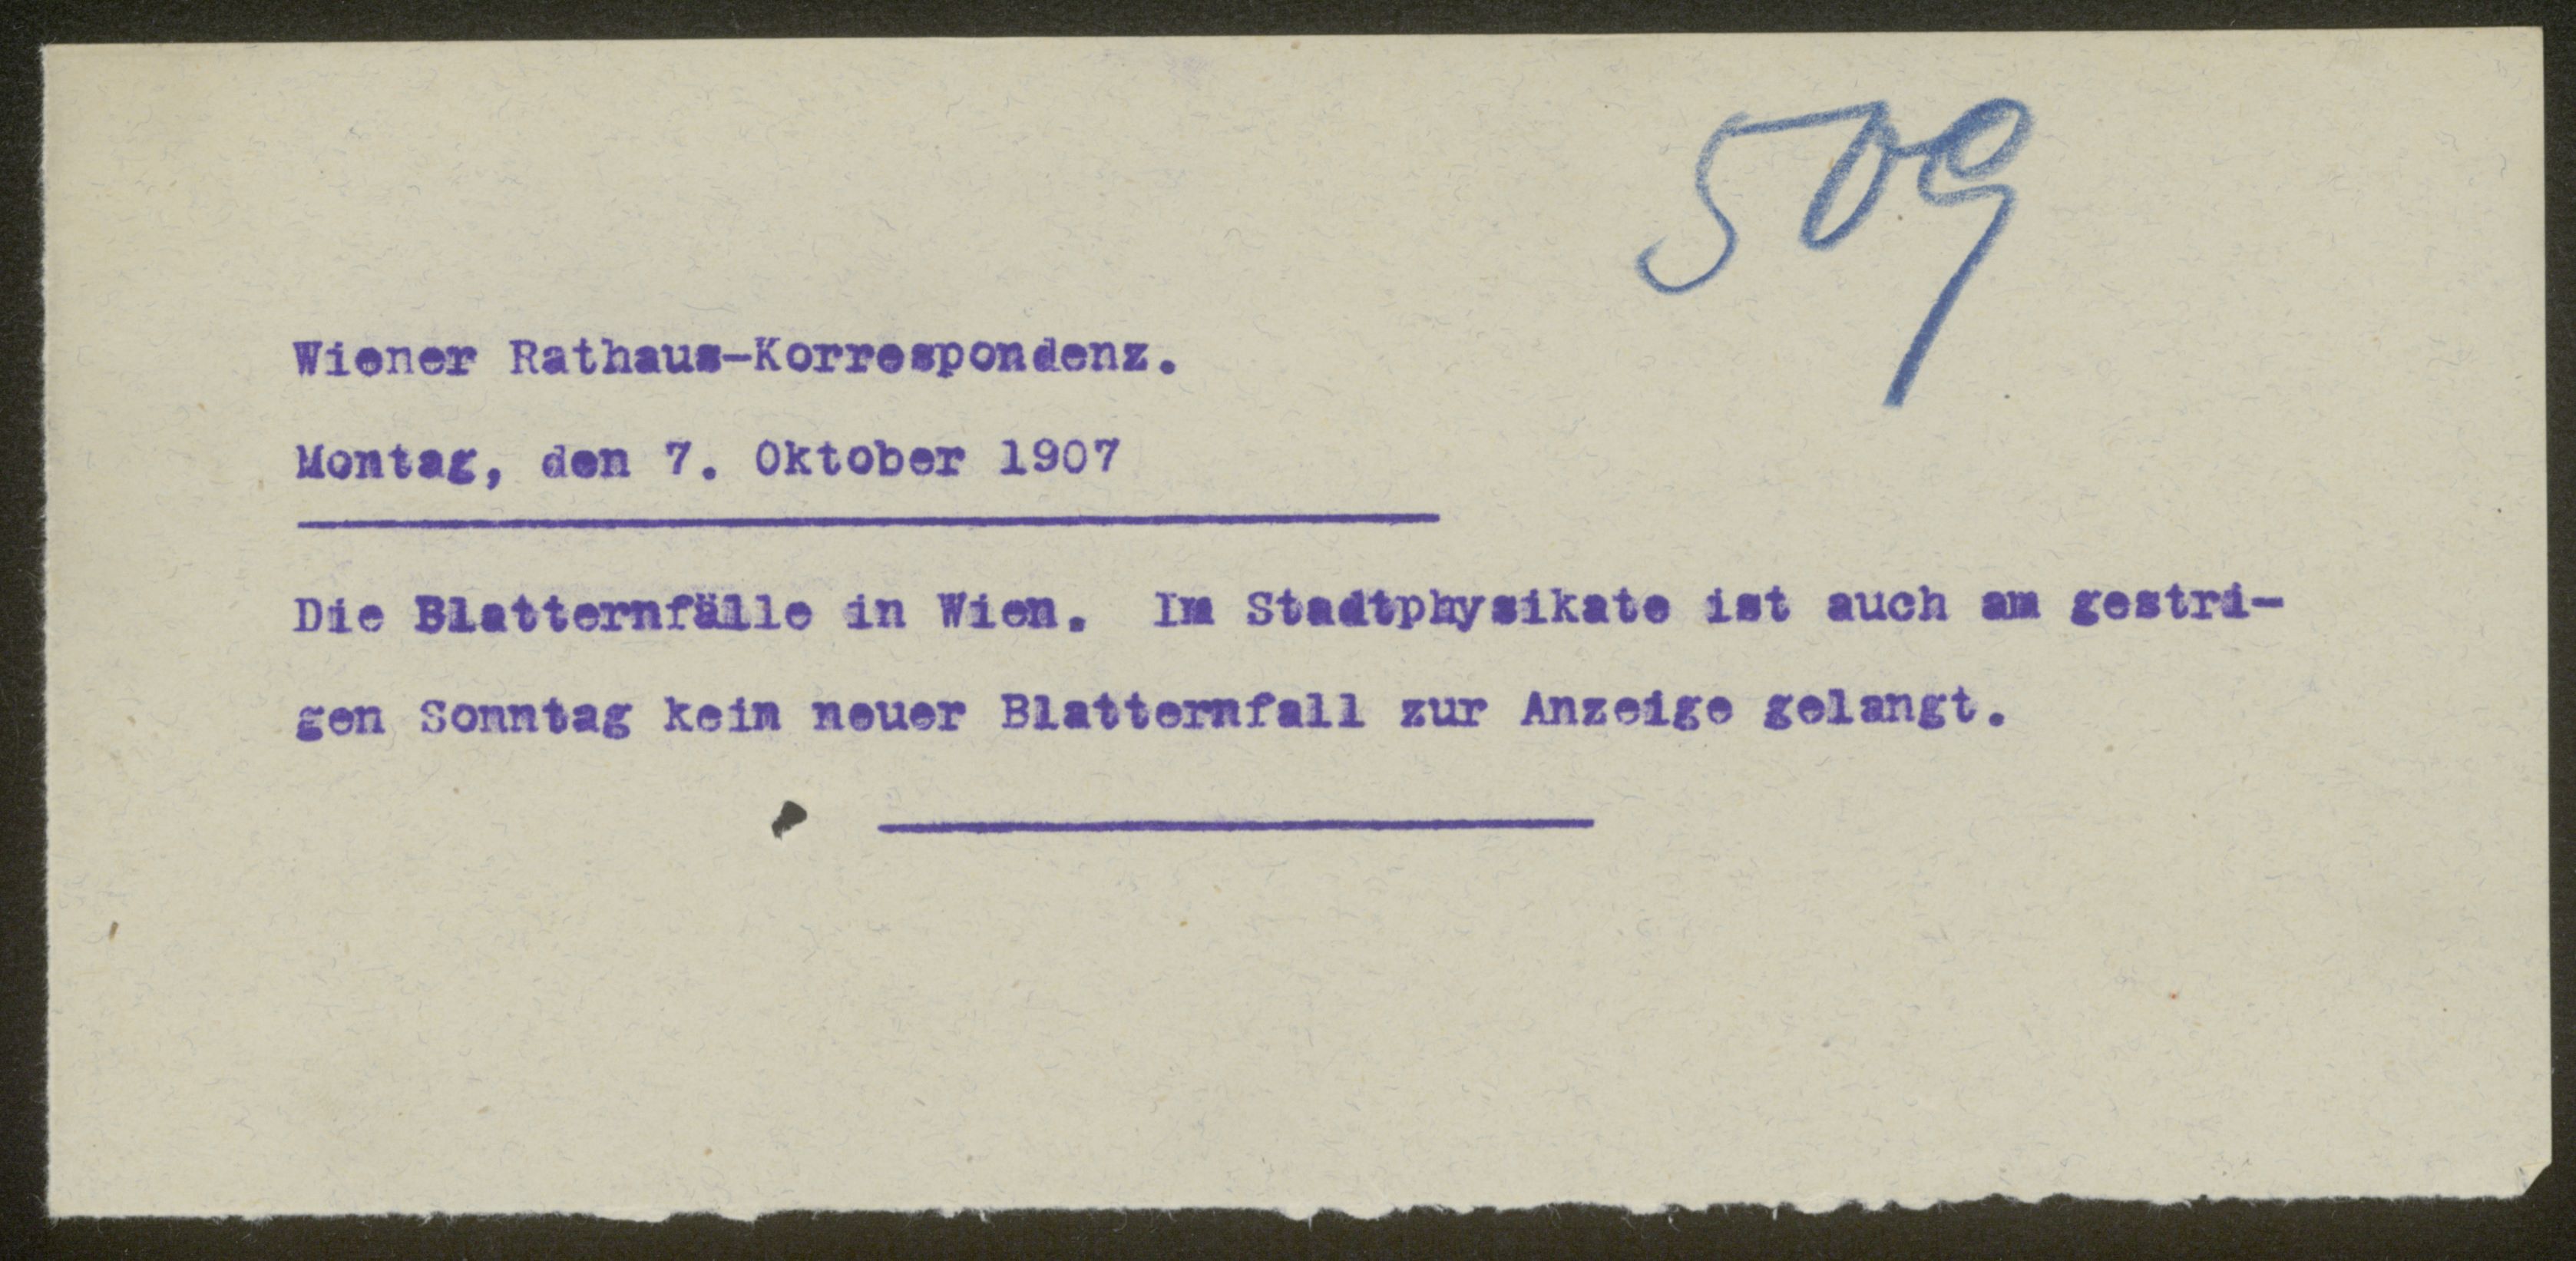 509
Wiener Rathaus-Korrespondenz.
Montag, den 7. Oktober 1907
Die Blatternfälle in Wien. Im Stadtphysikate ist auch am gestri-
gen Sonntag kein neuer Blatternfall zur Anzeige gelangt.